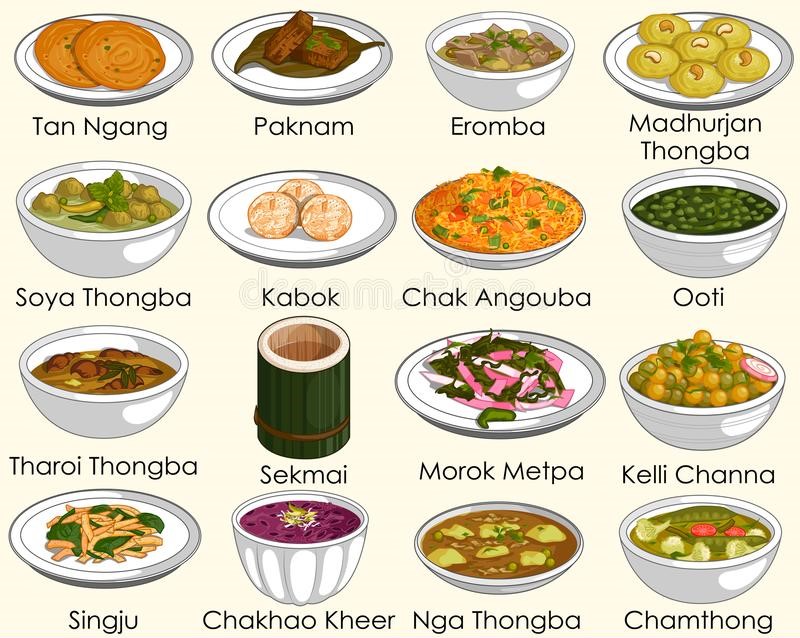 Tan Ngang
Paknam
Eromba
Madhurjan
Thongba
Soya Thongba
Kabok
Chak Angouba
Ooti
Tharoi Thongba
Sekmai
Morok Metpa
Kelli Channa
Singju
Chakhao Kheer
Nga Thongba
Chamthong
dreamstime